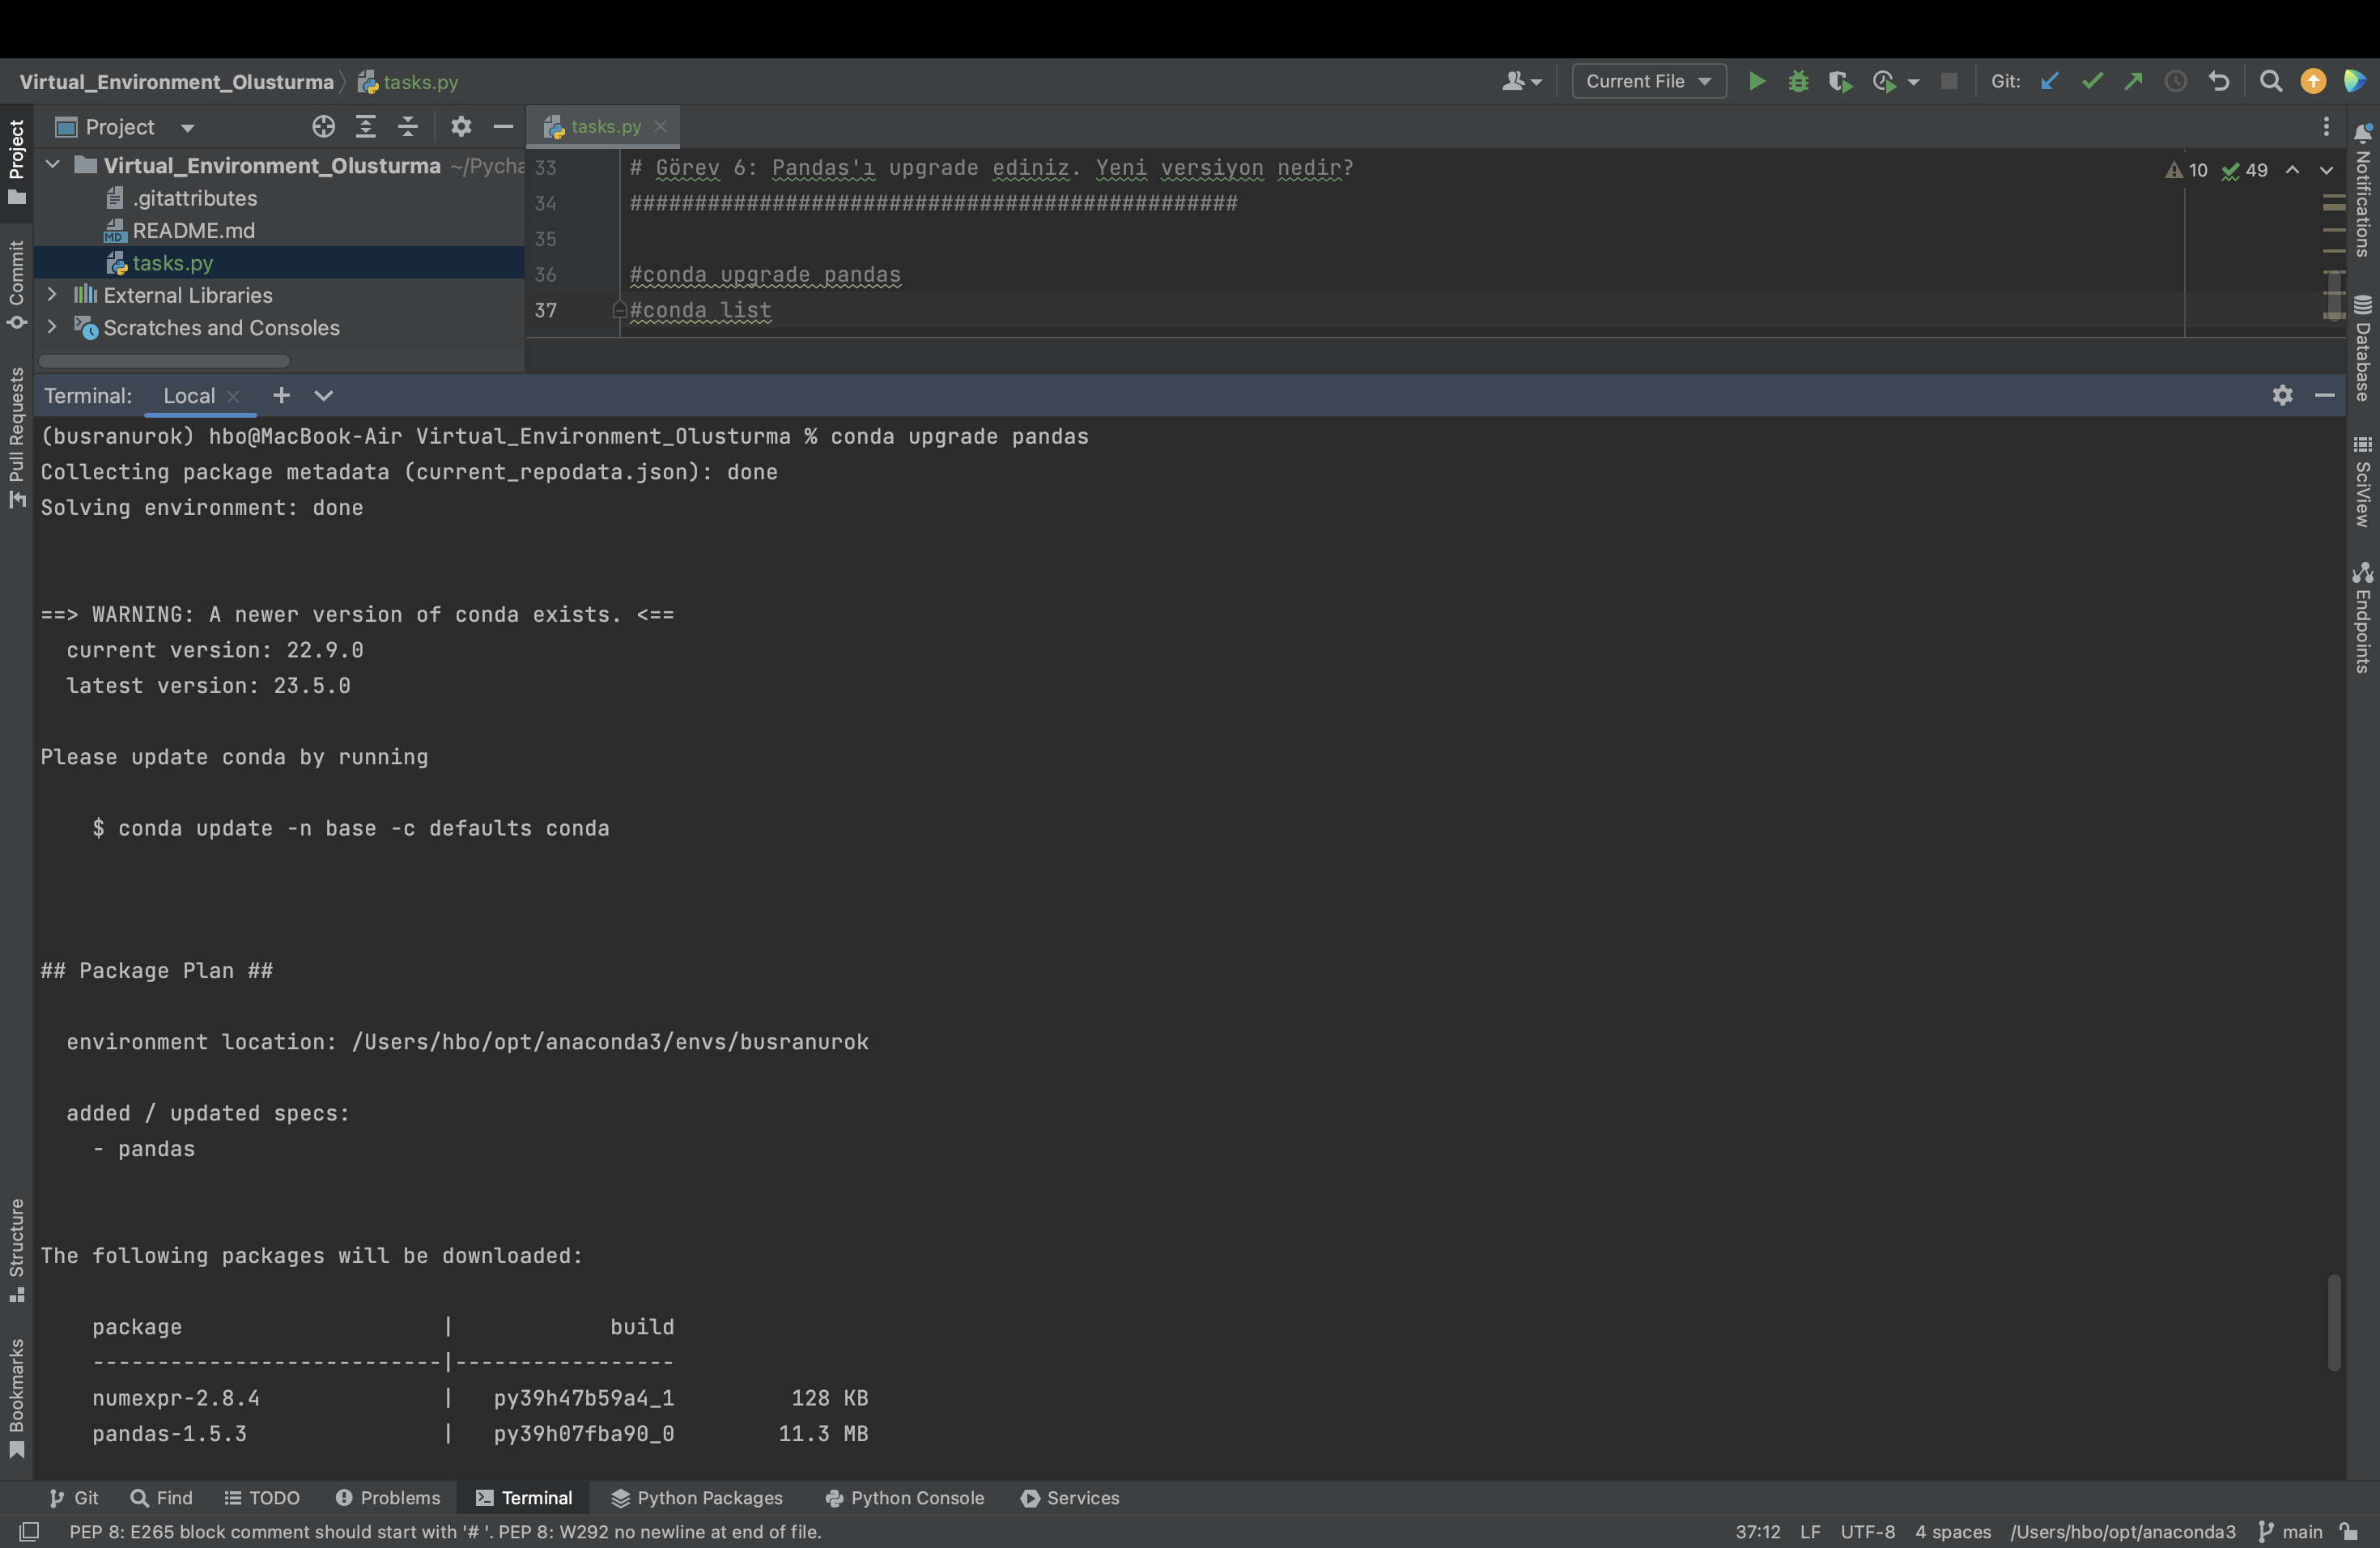 Virtual_Environment_Olusturma tasks.py Current File Git:
Project
tasks.py
Virtual_Environment_Olusturma ~/Pycha
.gitattributes
README.md
tasks.py
External Libraries
Scratches and Consoles
33 # Görev 6: Pandas'ı upgrade ediniz. Yeni versiyon nedir?
34 ###############################################
35
36 #conda upgrade pandas
37 #conda list
10 49
Terminal: Local
(busranurok) hbo@MacBook-Air Virtual_Environment_Olusturma % conda upgrade pandas
Collecting package metadata (current_repodata.json): done
Solving environment: done
==> WARNING: A newer version of conda exists. <==
current version: 22.9.0
latest version: 23.5.0
Please update conda by running
$ conda update -n base -c defaults conda
## Package Plan ##
environment location: /Users/hbo/opt/anaconda3/envs/busranurok
added / updated specs:
- pandas
The following packages will be downloaded:
package | build
---------------------------|-----------------
numexpr-2.8.4 | py39h47b59a4_1 128 KB
pandas-1.5.3 | py39h07fba90_0 11.3 MB
Project
Commit
Pull Requests
Structure
Bookmarks
Notifications
Database
SciView
Endpoints
Git Find TODO Problems Terminal Python Packages Python Console Services
PEP 8: E265 block comment should start with '# '. PEP 8: W292 no newline at end of file. 37:12 LF UTF-8 4 spaces /Users/hbo/opt/anaconda3 main